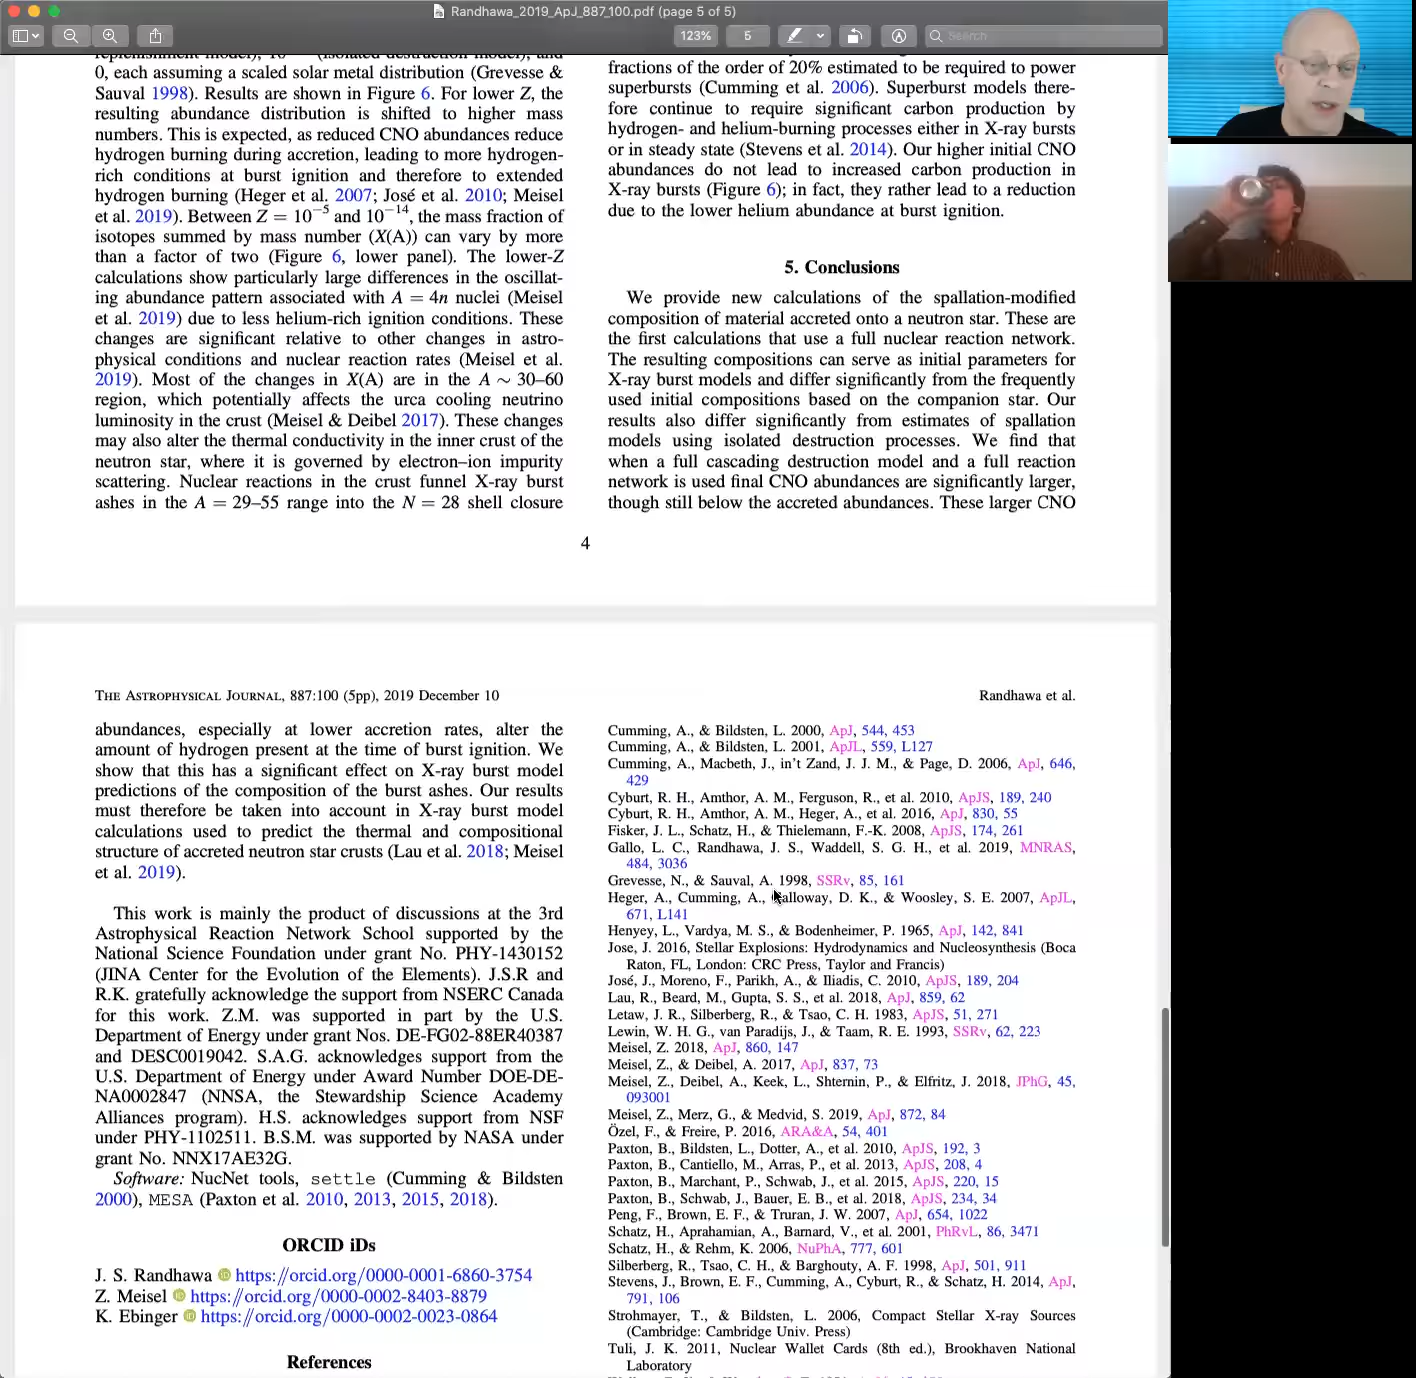 Randhawa_2019_ApJ_887_100.pdf (page 5 of 5)
123%
5
Search
0, each assuming a scaled solar metal distribution (Grevesse &
Sauval 1998). Results are shown in Figure 6. For lower Z, the
resulting abundance distribution is shifted to higher mass
numbers. This is expected, as reduced CNO abundances reduce
hydrogen burning during accretion, leading to more hydrogen-
rich conditions at burst ignition and therefore to extended
hydrogen burning (Heger et al. 2007; José et al. 2010; Meisel
et al. 2019). Between Z = 10⁻⁵ and 10⁻¹⁴, the mass fraction of
isotopes summed by mass number (X(A)) can vary by more
than a factor of two (Figure 6, lower panel). The lower-Z
calculations show particularly large differences in the oscillat-
ing abundance pattern associated with A = 4n nuclei (Meisel
et al. 2019) due to less helium-rich ignition conditions. These
changes are significant relative to other changes in astro-
physical conditions and nuclear reaction rates (Meisel et al.
2019). Most of the changes in X(A) are in the A ∼ 30–60
region, which potentially affects the urca cooling neutrino
luminosity in the crust (Meisel & Deibel 2017). These changes
may also alter the thermal conductivity in the inner crust of the
neutron star, where it is governed by electron–ion impurity
scattering. Nuclear reactions in the crust funnel X-ray burst
ashes in the A = 29–55 range into the N = 28 shell closure
fractions of the order of 20% estimated to be required to power
superbursts (Cumming et al. 2006). Superburst models there-
fore continue to require significant carbon production by
hydrogen- and helium-burning processes either in X-ray bursts
or in steady state (Stevens et al. 2014). Our higher initial CNO
abundances do not lead to increased carbon production in
X-ray bursts (Figure 6); in fact, they rather lead to a reduction
due to the lower helium abundance at burst ignition.
5. Conclusions
We provide new calculations of the spallation-modified
composition of material accreted onto a neutron star. These are
the first calculations that use a full nuclear reaction network.
The resulting compositions can serve as initial parameters for
X-ray burst models and differ significantly from the frequently
used initial compositions based on the companion star. Our
results also differ significantly from estimates of spallation
models using isolated destruction processes. We find that
when a full cascading destruction model and a full reaction
network is used final CNO abundances are significantly larger,
though still below the accreted abundances. These larger CNO
4
THE ASTROPHYSICAL JOURNAL, 887:100 (5pp), 2019 December 10
Randhawa et al.
abundances, especially at lower accretion rates, alter the
amount of hydrogen present at the time of burst ignition. We
show that this has a significant effect on X-ray burst model
predictions of the composition of the burst ashes. Our results
must therefore be taken into account in X-ray burst model
calculations used to predict the thermal and compositional
structure of accreted neutron star crusts (Lau et al. 2018; Meisel
et al. 2019).
This work is mainly the product of discussions at the 3rd
Astrophysical Reaction Network School supported by the
National Science Foundation under grant No. PHY-1430152
(JINA Center for the Evolution of the Elements). J.S.R and
R.K. gratefully acknowledge the support from NSERC Canada
for this work. Z.M. was supported in part by the U.S.
Department of Energy under grant Nos. DE-FG02-88ER40387
and DESC0019042. S.A.G. acknowledges support from the
U.S. Department of Energy under Award Number DOE-DE-
NA0002847 (NNSA, the Stewardship Science Academy
Alliances program). H.S. acknowledges support from NSF
under PHY-1102511. B.S.M. was supported by NASA under
grant No. NNX17AE32G.
Software: NucNet tools, settle (Cumming & Bildsten
2000), MESA (Paxton et al. 2010, 2013, 2015, 2018).
ORCID iDs
J. S. Randhawa https://orcid.org/0000-0001-6860-3754
Z. Meisel https://orcid.org/0000-0002-8403-8879
K. Ebinger https://orcid.org/0000-0002-0023-0864
References
Cumming, A., & Bildsten, L. 2000, ApJ, 544, 453
Cumming, A., & Bildsten, L. 2001, ApJL, 559, L127
Cumming, A., Macbeth, J., in't Zand, J. J. M., & Page, D. 2006, ApJ, 646,
429
Cyburt, R. H., Amthor, A. M., Ferguson, R., et al. 2010, ApJS, 189, 240
Cyburt, R. H., Amthor, A. M., Heger, A., et al. 2016, ApJ, 830, 55
Fisker, J. L., Schatz, H., & Thielemann, F.-K. 2008, ApJS, 174, 261
Gallo, L. C., Randhawa, J. S., Waddell, S. G. H., et al. 2019, MNRAS,
484, 3036
Grevesse, N., & Sauval, A. 1998, SSRv, 85, 161
Heger, A., Cumming, A., Galloway, D. K., & Woosley, S. E. 2007, ApJL,
671, L141
Henyey, L., Vardya, M. S., & Bodenheimer, P. 1965, ApJ, 142, 841
Jose, J. 2016, Stellar Explosions: Hydrodynamics and Nucleosynthesis (Boca
Raton, FL, London: CRC Press, Taylor and Francis)
José, J., Moreno, F., Parikh, A., & Iliadis, C. 2010, ApJS, 189, 204
Lau, R., Beard, M., Gupta, S. S., et al. 2018, ApJ, 859, 62
Letaw, J. R., Silberberg, R., & Tsao, C. H. 1983, ApJS, 51, 271
Lewin, W. H. G., van Paradijs, J., & Taam, R. E. 1993, SSRv, 62, 223
Meisel, Z. 2018, ApJ, 860, 147
Meisel, Z., & Deibel, A. 2017, ApJ, 837, 73
Meisel, Z., Deibel, A., Keek, L., Shternin, P., & Elfritz, J. 2018, JPhG, 45,
093001
Meisel, Z., Merz, G., & Medvid, S. 2019, ApJ, 872, 84
Özel, F., & Freire, P. 2016, ARA&A, 54, 401
Paxton, B., Bildsten, L., Dotter, A., et al. 2010, ApJS, 192, 3
Paxton, B., Cantiello, M., Arras, P., et al. 2013, ApJS, 208, 4
Paxton, B., Marchant, P., Schwab, J., et al. 2015, ApJS, 220, 15
Paxton, B., Schwab, J., Bauer, E. B., et al. 2018, ApJS, 234, 34
Peng, F., Brown, E. F., & Truran, J. W. 2007, ApJ, 654, 1022
Schatz, H., Aprahamian, A., Barnard, V., et al. 2001, PhRvL, 86, 3471
Schatz, H., & Rehm, K. 2006, NuPhA, 777, 601
Silberberg, R., Tsao, C. H., & Barghouty, A. F. 1998, ApJ, 501, 911
Stevens, J., Brown, E. F., Cumming, A., Cyburt, R., & Schatz, H. 2014, ApJ,
791, 106
Strohmayer, T., & Bildsten, L. 2006, Compact Stellar X-ray Sources
(Cambridge: Cambridge Univ. Press)
Tuli, J. K. 2011, Nuclear Wallet Cards (8th ed.), Brookhaven National
Laboratory